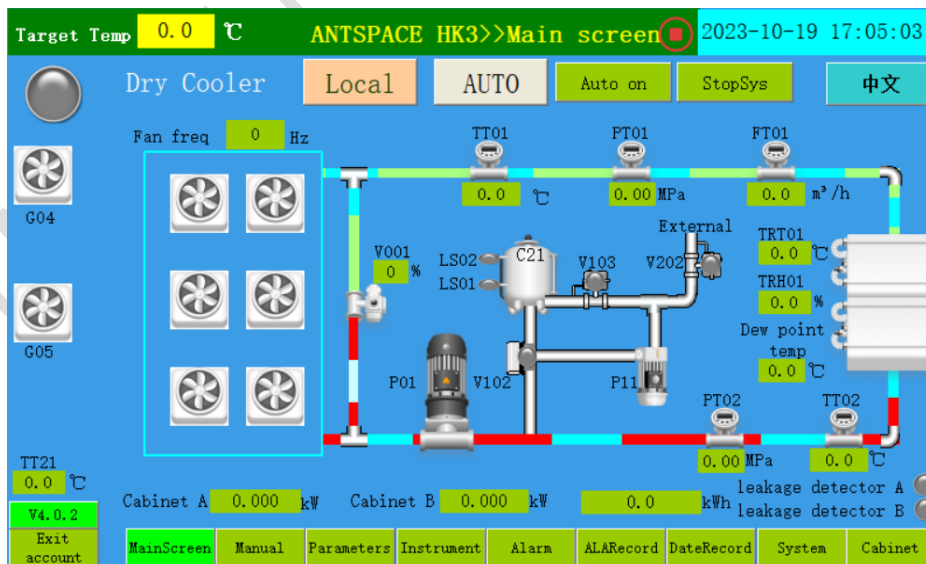 Target Temp 0.0 ℃ ANTSPACE HK3>>Main screen 2023-10-19 17:05:03
Dry Cooler Local AUTO Auto on StopSys 中文
Fan freq 0 Hz
TT01 PT01 FT01
0.0 ℃ 0.00 MPa 0.0 m³/h
G04
External
V001
0 %
LS02 C21 V103 V202
LS01
TRT01
0.0 ℃
TRH01
0.0 %
Dew point
temp
0.0 ℃
G05
P01 V102 P11
PT02 TT02
0.00 MPa 0.0 ℃
TT21
0.0 ℃
Cabinet A 0.000 kW Cabinet B 0.000 kW 0.0 kWh
leakage detector A
leakage detector B
V4.0.2
Exit
account
MainScreen Manual Parameters Instrument Alarm ALARecord DateRecord System Cabinet